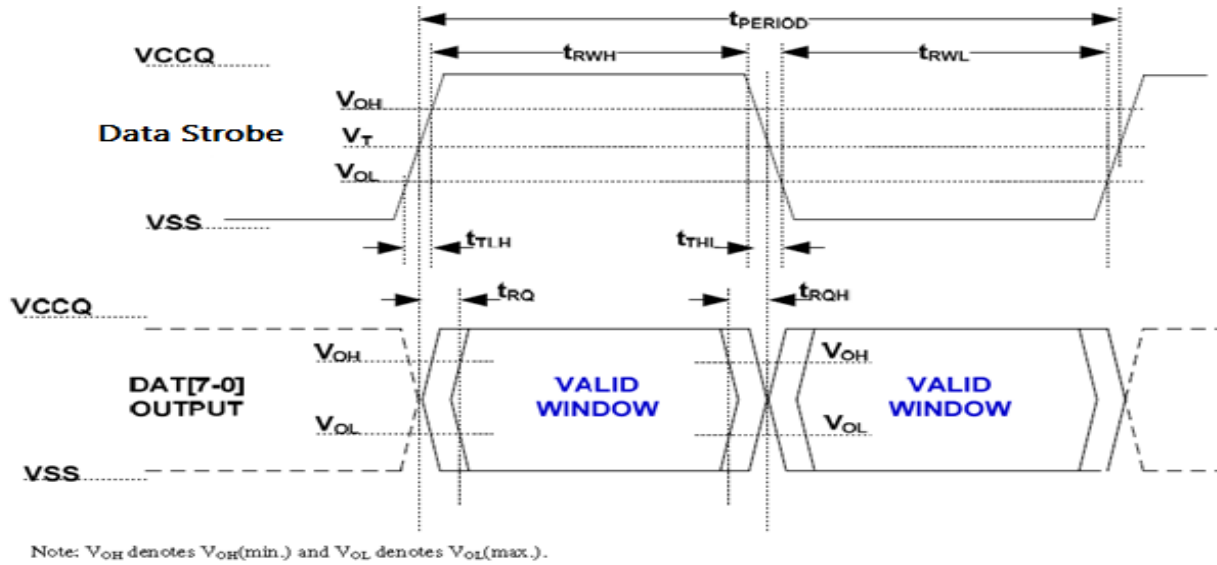 tPERIOD
VCCQ
tRWH
tRWL
VOH
Data Strobe
VT
VOL
VSS
tTLH
tTHL
tRQ
tRQH
VCCQ
VOH
VOH
DAT[7-0]
OUTPUT
VALID
WINDOW
VALID
WINDOW
VOL
VOL
VSS
Note: VOH denotes VOH(min.) and VOL denotes VOL(max.).